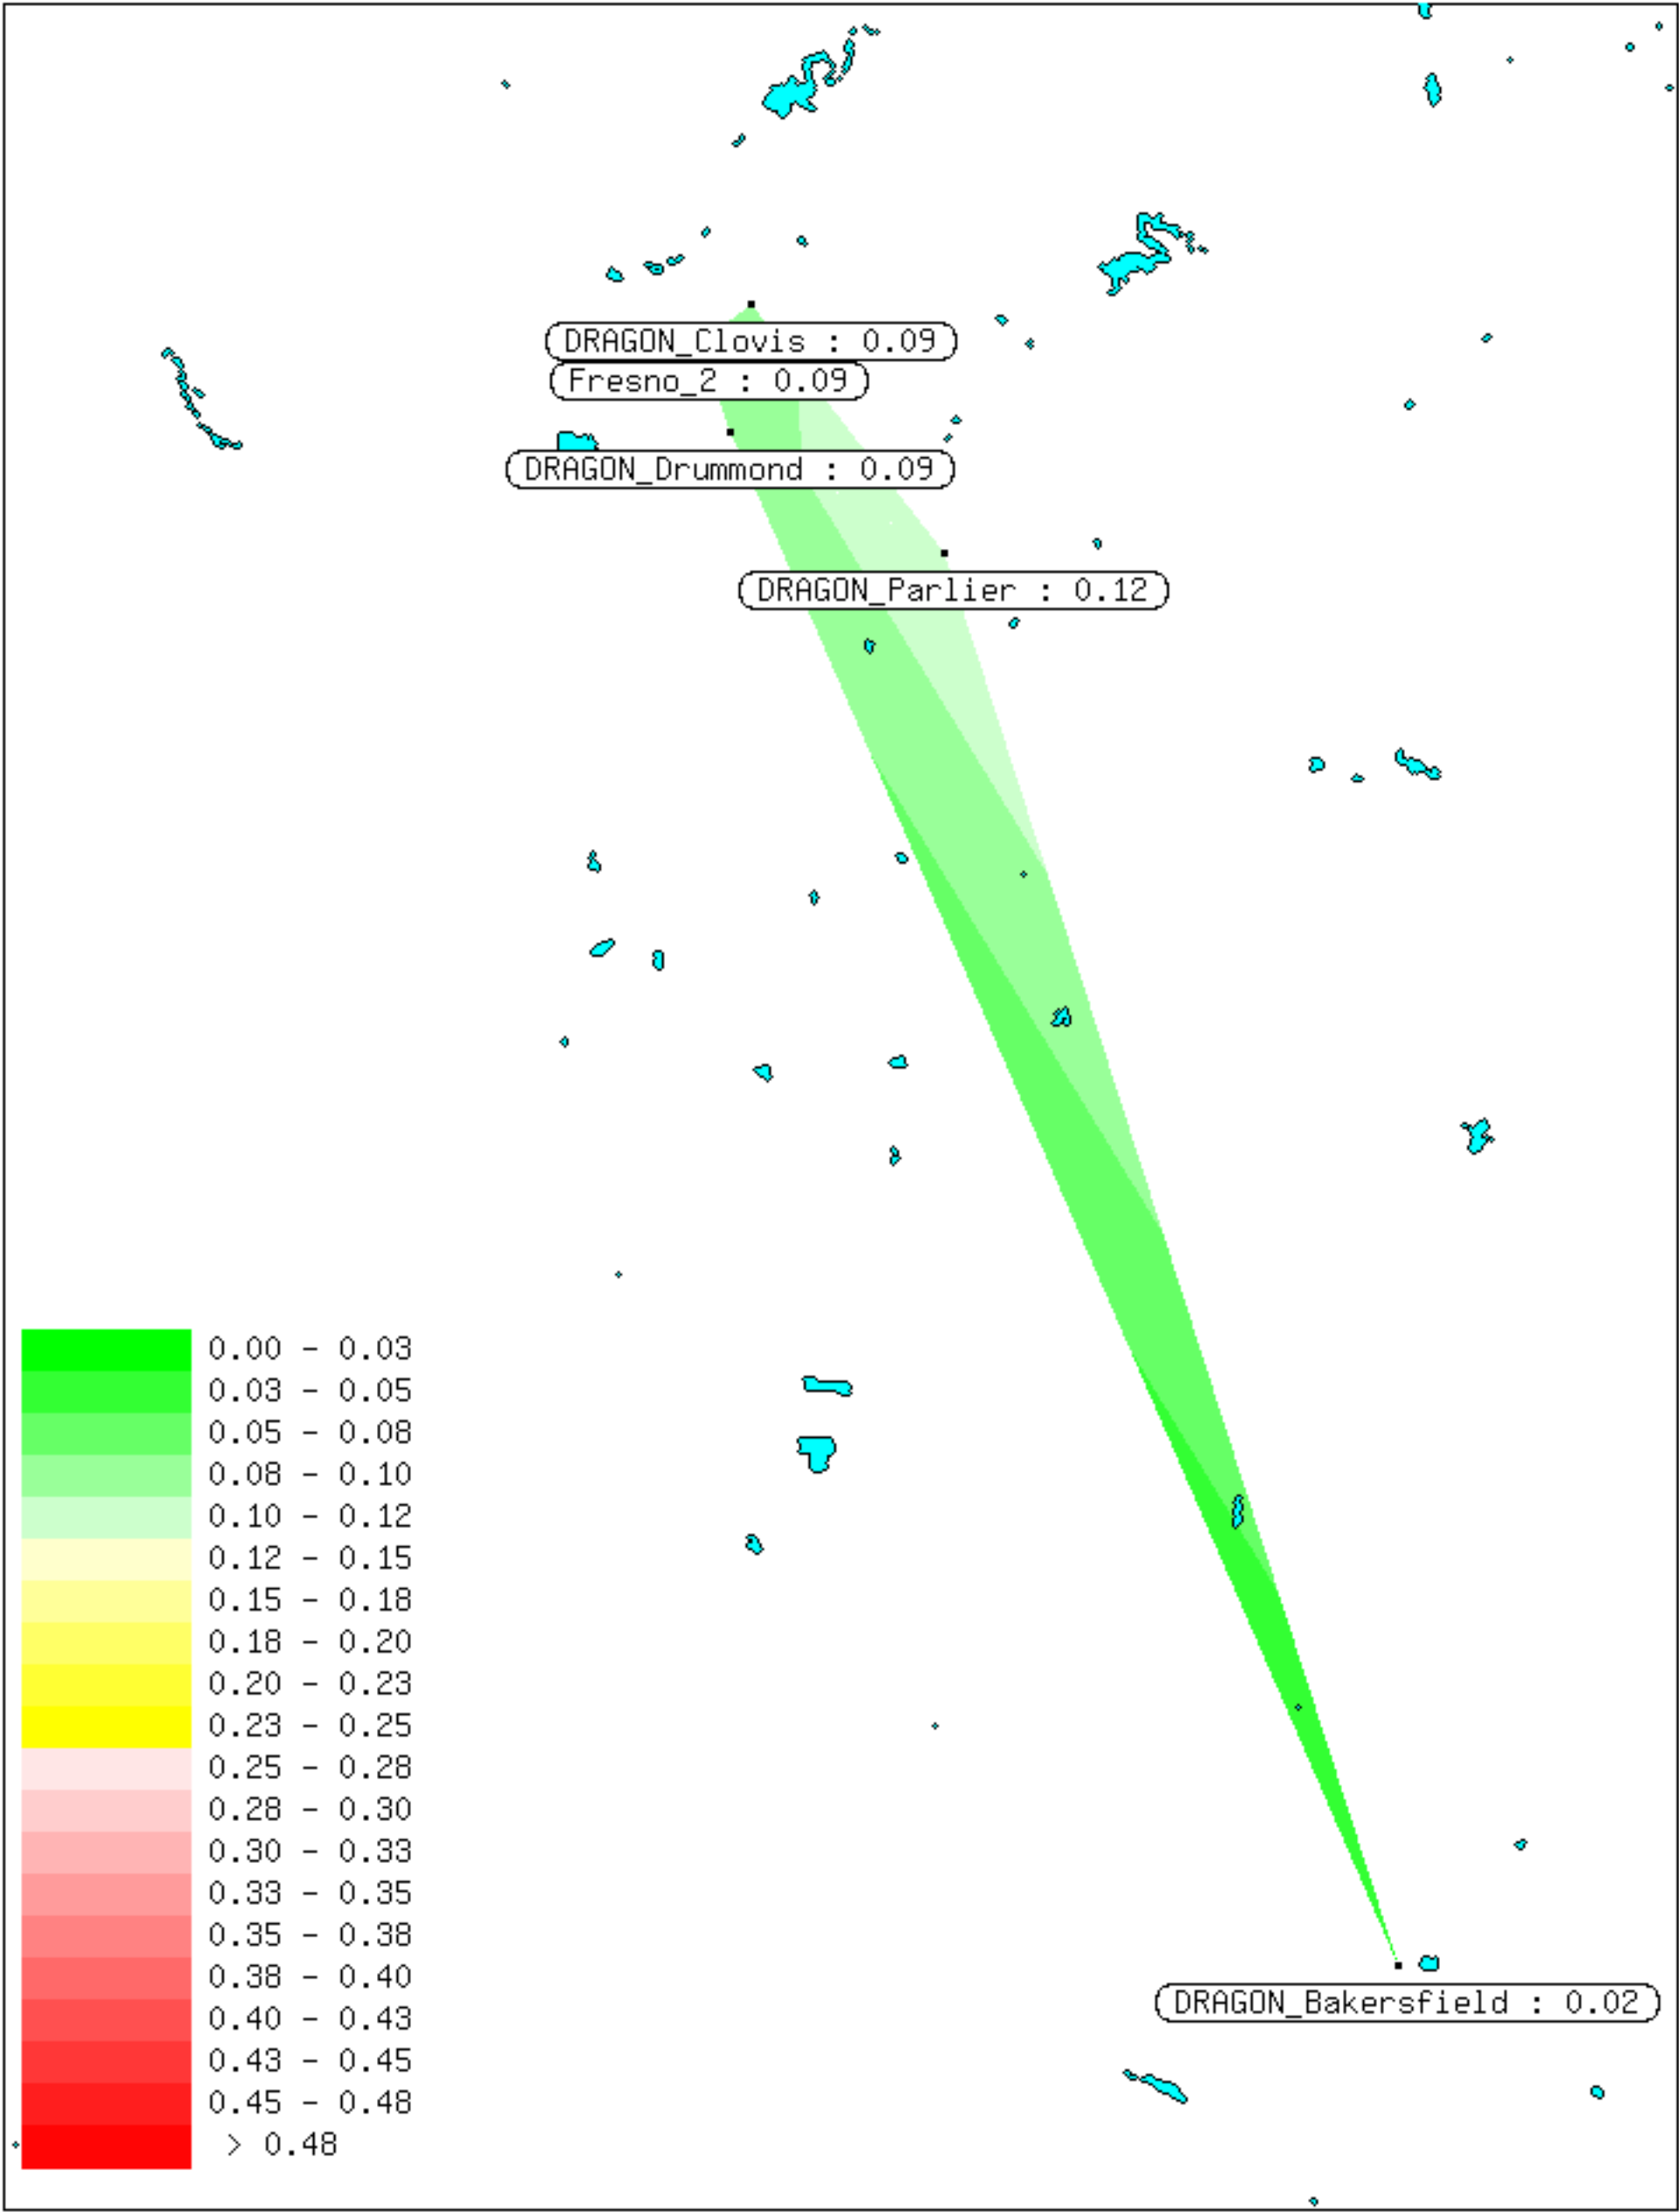 DRAGON_Clovis : 0.09
Fresno_2 : 0.09
DRAGON_Drummond : 0.09
DRAGON_Parlier : 0.12
0.00 - 0.03
0.03 - 0.05
0.05 - 0.08
0.08 - 0.10
0.10 - 0.12
0.12 - 0.15
0.15 - 0.18
0.18 - 0.20
0.20 - 0.23
0.23 - 0.25
0.25 - 0.28
0.28 - 0.30
0.30 - 0.33
0.33 - 0.35
0.35 - 0.38
0.38 - 0.40
0.40 - 0.43
0.43 - 0.45
0.45 - 0.48
> 0.48
DRAGON_Bakersfield : 0.02